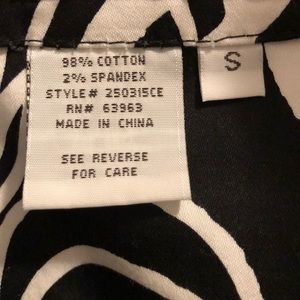 98% COTTON
2% SPANDEX
STYLE# 250315CE
RN# 63963
MADE IN CHINA
SEE REVERSE
FOR CARE
S